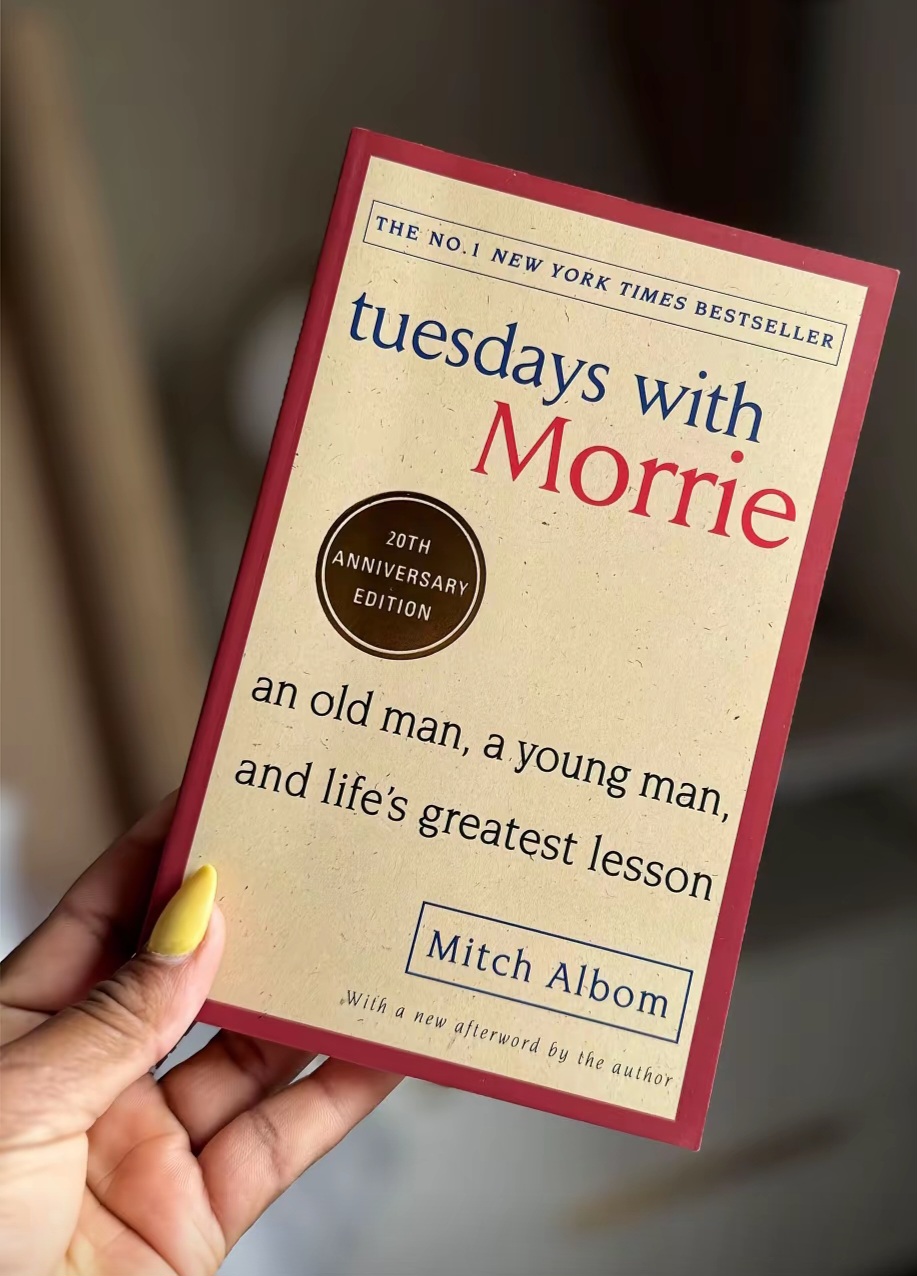 THE NO.1 NEW YORK TIMES BESTSELLER
tuesdays with
Morrie
20TH
ANNIVERSARY
EDITION
an old man, a young man,
and life's greatest lesson
Mitch Albom
With a new afterword by the author